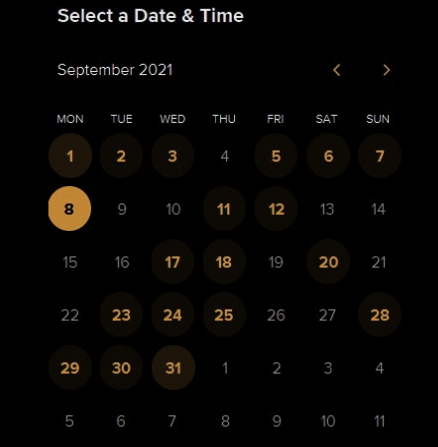 Select a Date & Time
September 2021
MON TUE WED THU FRI SAT SUN
1 2 3 4 5 6 7
8 9 10 11 12 13 14
15 16 17 18 19 20 21
22 23 24 25 26 27 28
29 30 31 1 2 3 4
5 6 7 8 9 10 11